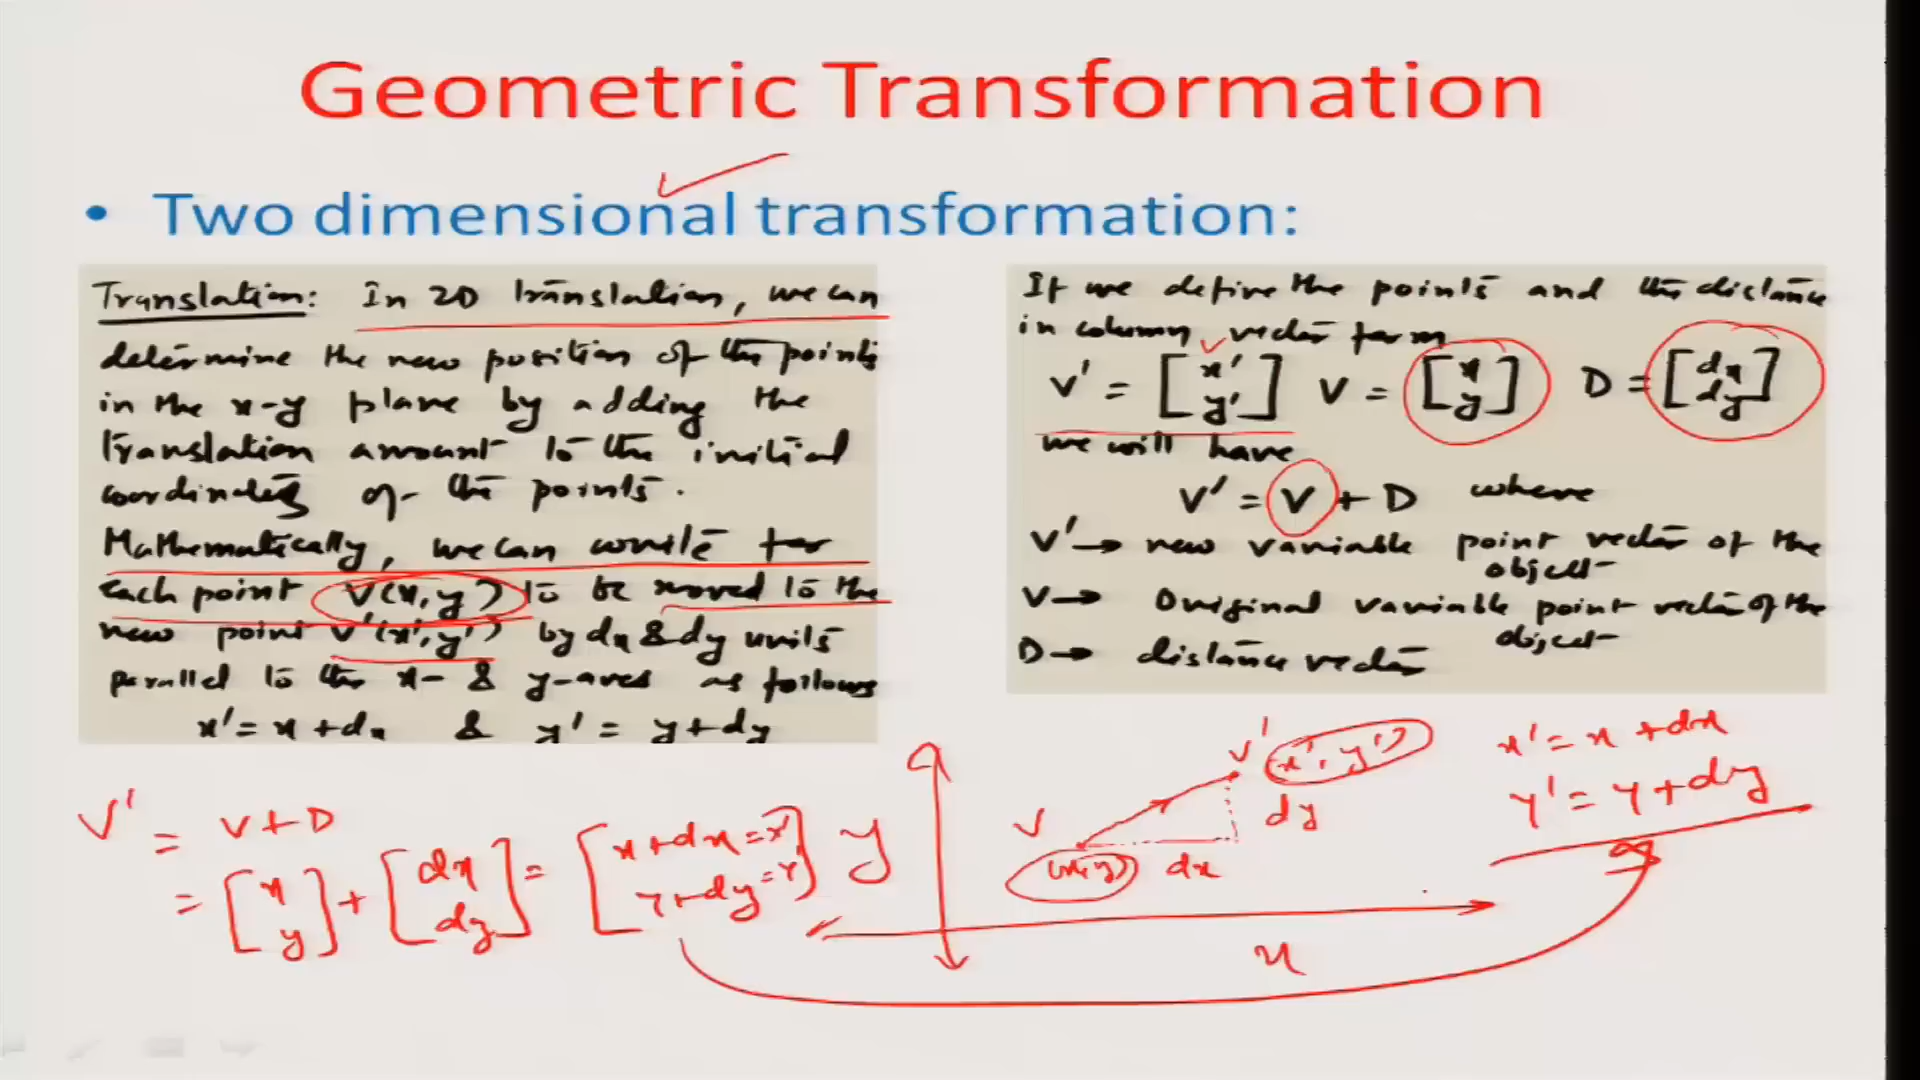 Geometric Transformation
• Two dimensional transformation:
Translation: In 2D translation, we can
determine the new position of the points
in the x-y plane by adding the
translation amount to the initial
coordinates of the points.
Mathematically, we can write for
each point V(x,y) to be moved to the
new point V'(x',y') by dx & dy units
parallel to the x- & y-axes as follows
x' = x + dx & y' = y + dy
If we define the points and the distance
in column vector form
V' = [x' y'] V = [x y] D = [dx dy]
we will have
V' = V + D where
V' → new variable point vector of the
object
V → Original variable point vector of the
object
D → distance vector
V' = V + D
= [x y] + [dx dy] = [x + dx = x' y + dy = y']
y
V' (x', y')
V
(x,y)
dx
dy
x
x' = x + dx
y' = y + dy